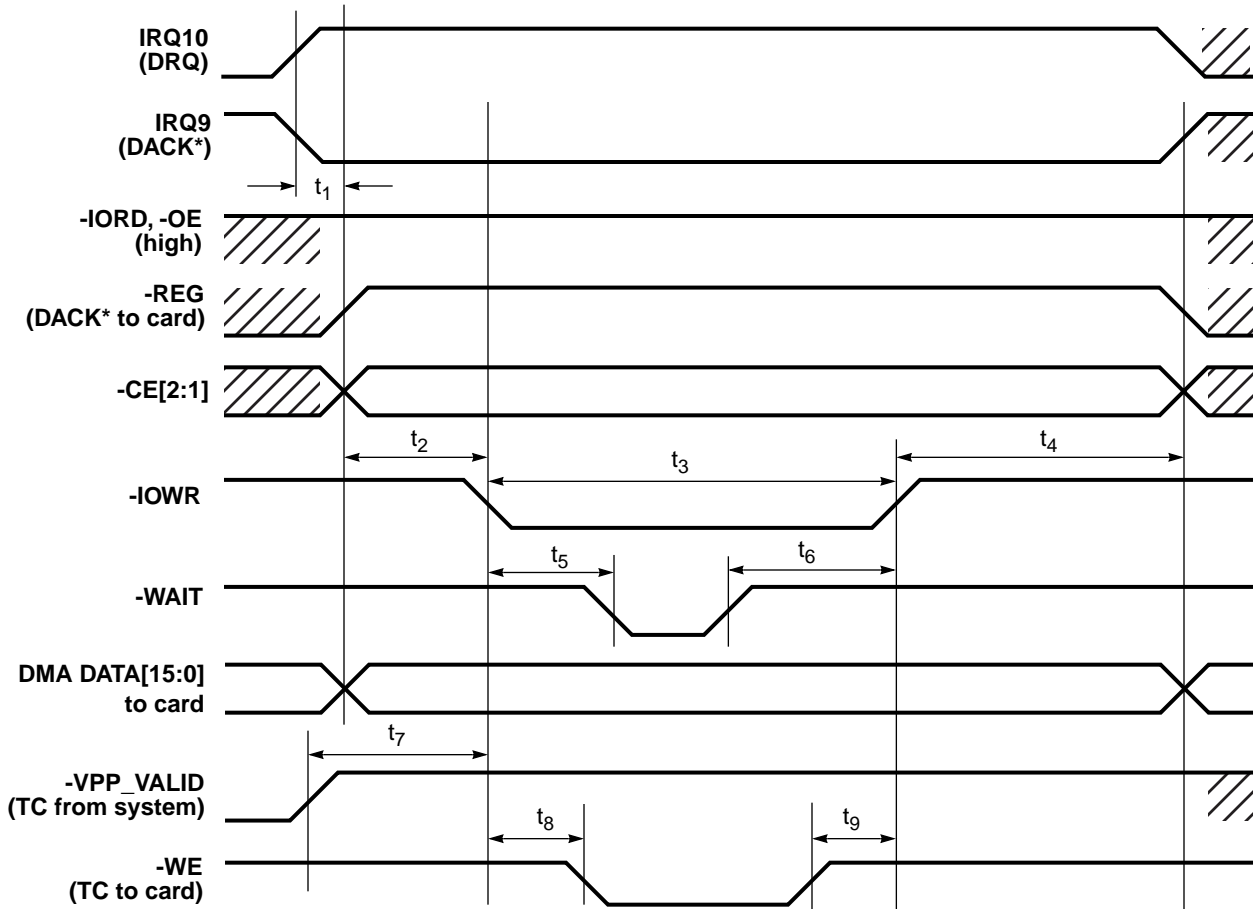 IRQ10
(DRQ)
IRQ9
(DACK*)
t1
-IORD, -OE
(high)
-REG
(DACK* to card)
-CE[2:1]
t2
t3
t4
-IOWR
t5
t6
-WAIT
DMA DATA[15:0]
to card
t7
-VPP_VALID
(TC from system)
t8
t9
-WE
(TC to card)